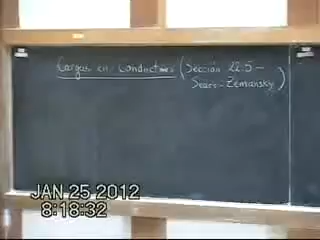 Cargas en Conductores (Sección 22.5 –
Sears-Zemansky)
JAN 25 2012
8:18:32